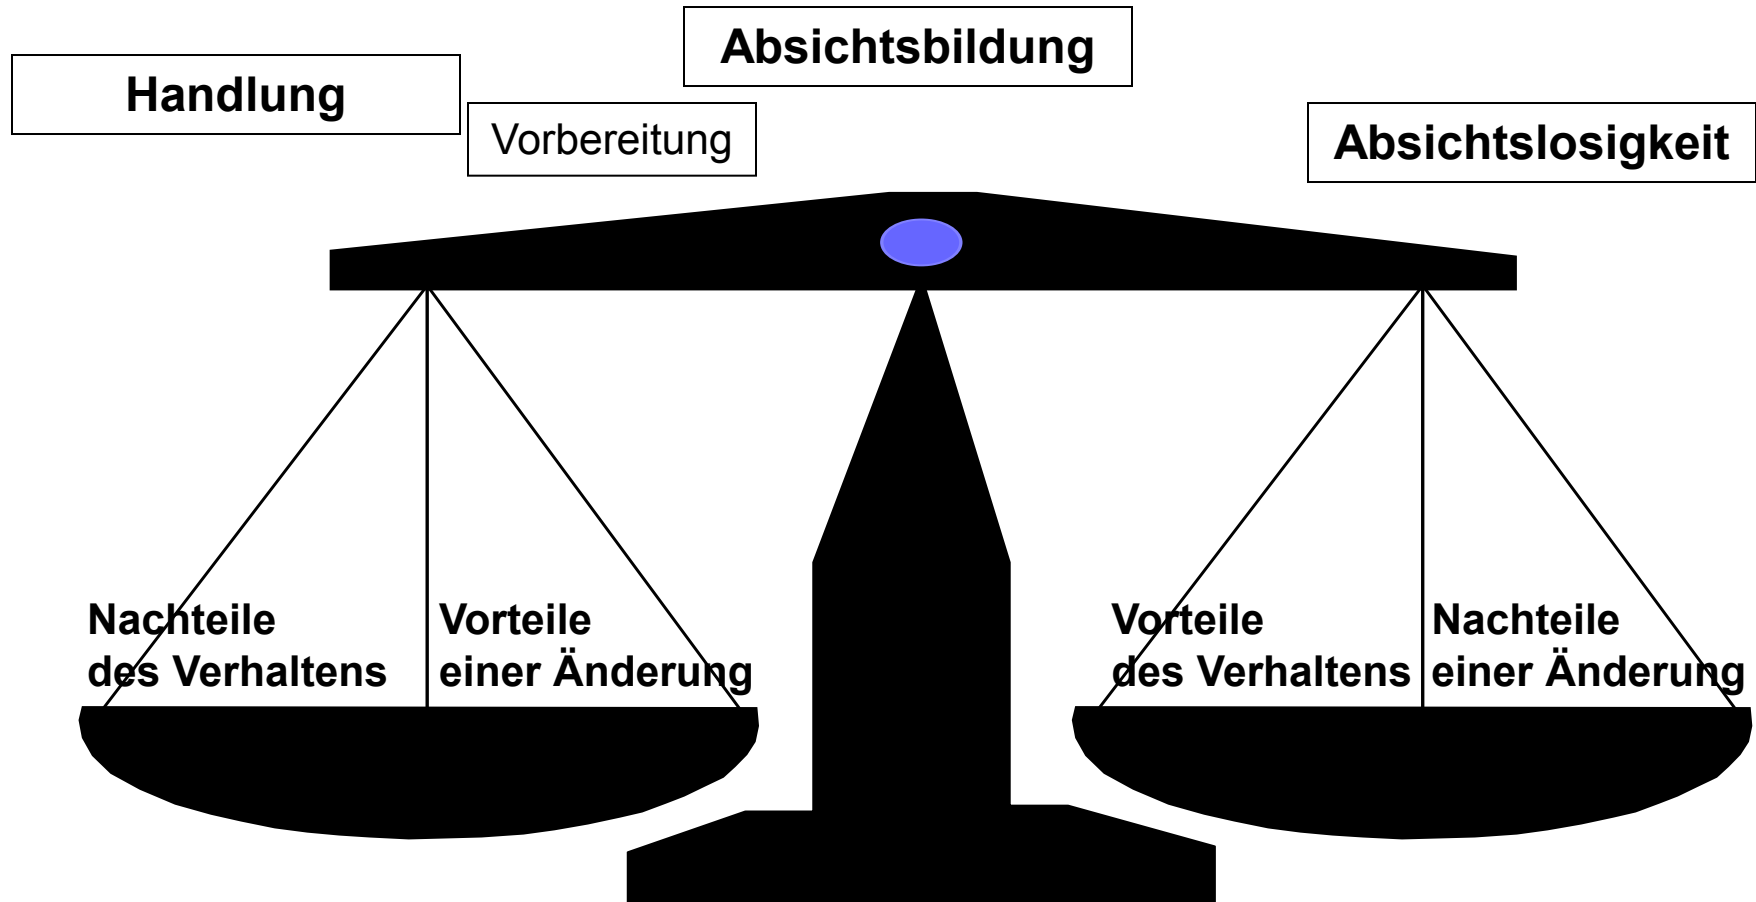 Absichtsbildung
Handlung
Vorbereitung
Absichtslosigkeit
Nachteile
des Verhaltens
Vorteile
einer Änderung
Vorteile
des Verhaltens
Nachteile
einer Änderung